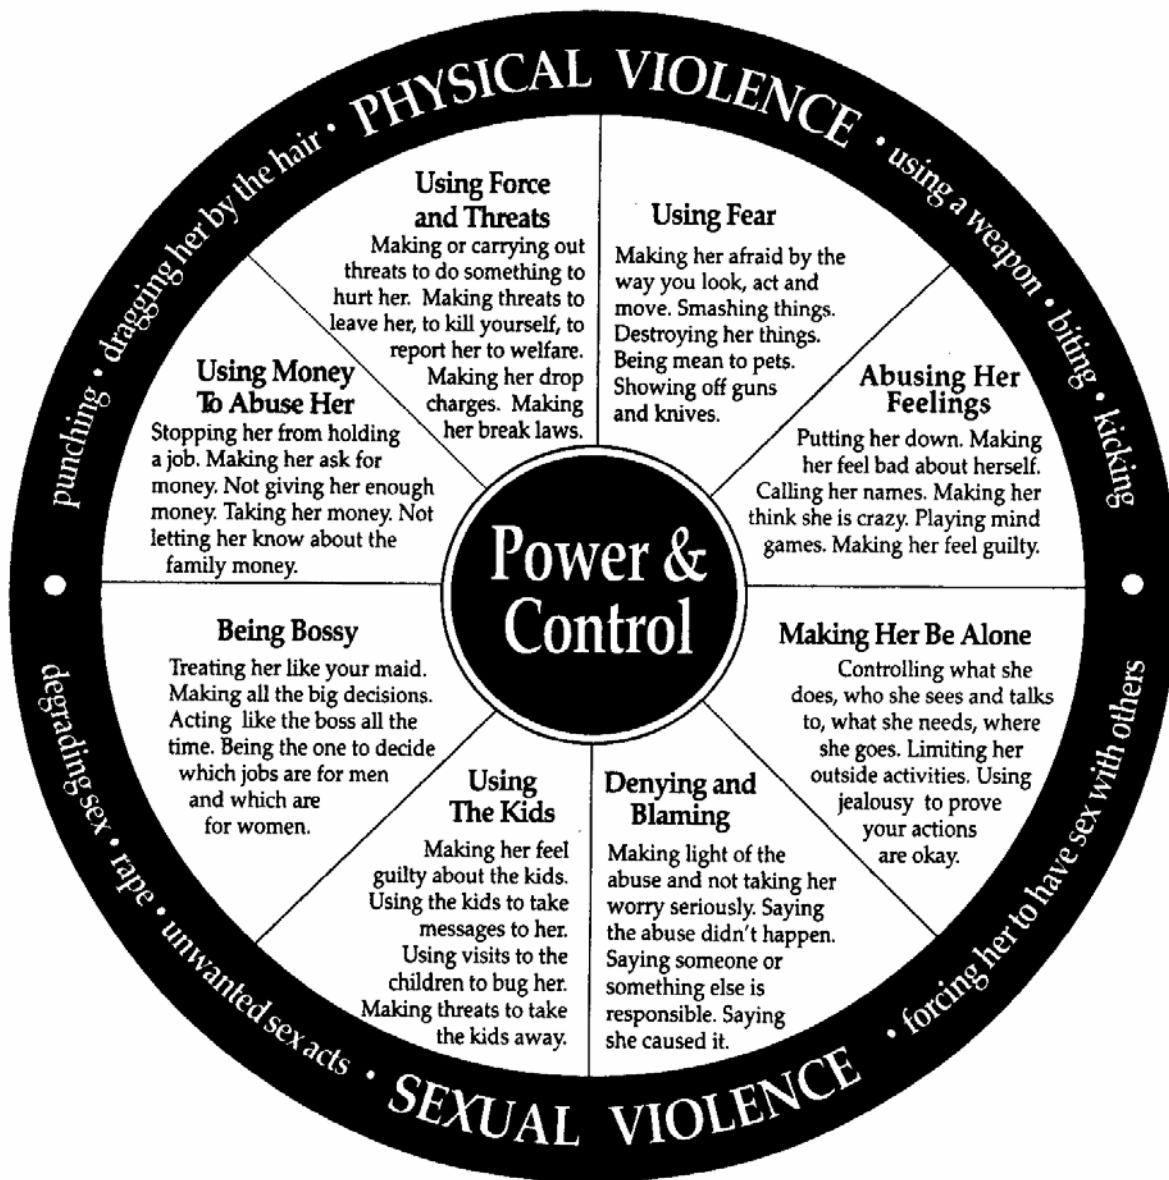 PHYSICAL VIOLENCE
punching • dragging her by the hair •
• using a weapon • biting • kicking
Using Force
and Threats
Making or carrying out
threats to do something to
hurt her. Making threats to
leave her, to kill yourself, to
report her to welfare.
Making her drop
charges. Making
her break laws.
Using Fear
Making her afraid by the
way you look, act and
move. Smashing things.
Destroying her things.
Being mean to pets.
Showing off guns
and knives.
Abusing Her
Feelings
Putting her down. Making
her feel bad about herself.
Calling her names. Making her
think she is crazy. Playing mind
games. Making her feel guilty.
Making Her Be Alone
Controlling what she
does, who she sees and talks
to, what she needs, where
she goes. Limiting her
outside activities. Using
jealousy to prove
your actions
are okay.
Denying and
Blaming
Making light of the
abuse and not taking her
worry seriously. Saying
the abuse didn't happen.
Saying someone or
something else is
responsible. Saying
she caused it.
Using
The Kids
Making her feel
guilty about the kids.
Using the kids to take
messages to her.
Using visits to the
children to bug her.
Making threats to take
the kids away.
Being Bossy
Treating her like your maid.
Making all the big decisions.
Acting like the boss all the
time. Being the one to decide
which jobs are for men
and which are
for women.
Using Money
To Abuse Her
Stopping her from holding
a job. Making her ask for
money. Not giving her enough
money. Taking her money. Not
letting her know about the
family money.
Power &
Control
degrading sex • rape • unwanted sex acts •
SEXUAL VIOLENCE
• forcing her to have sex with others